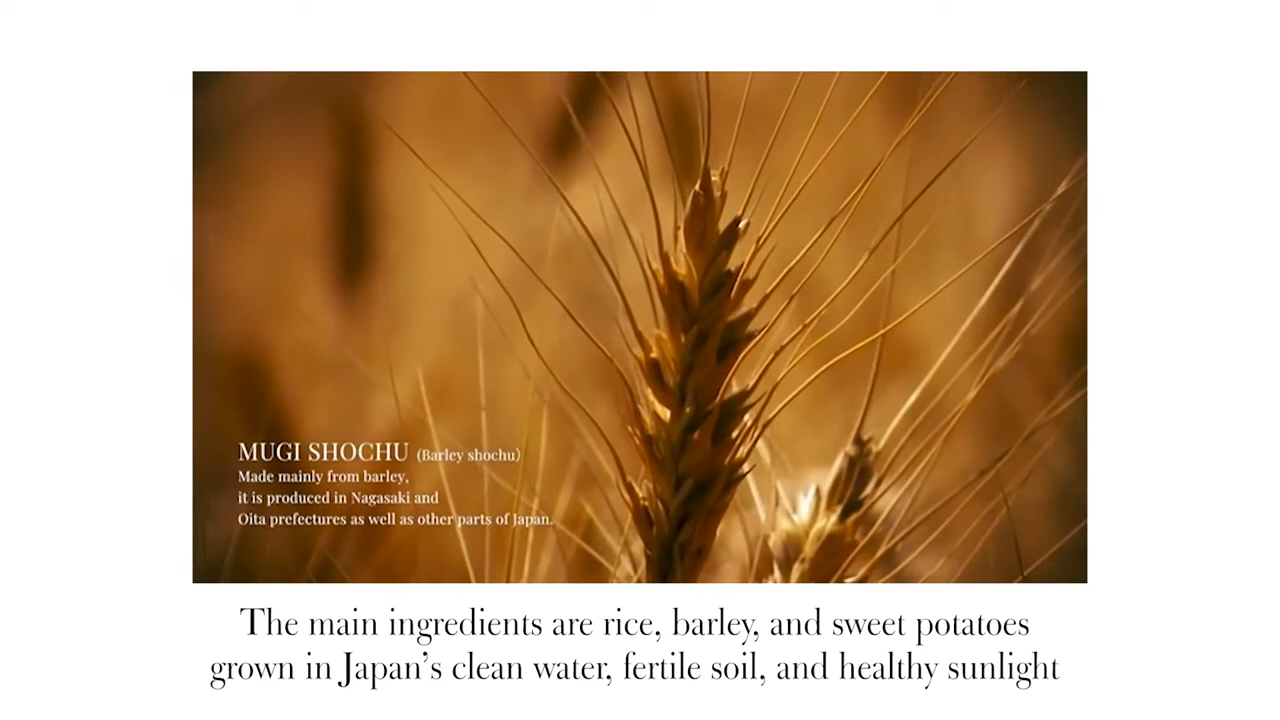 MUGI SHOCHU (Barley shochu)
Made mainly from barley,
it is produced in Nagasaki and
Oita prefectures as well as other parts of Japan.
The main ingredients are rice, barley, and sweet potatoes
grown in Japan’s clean water, fertile soil, and healthy sunlight